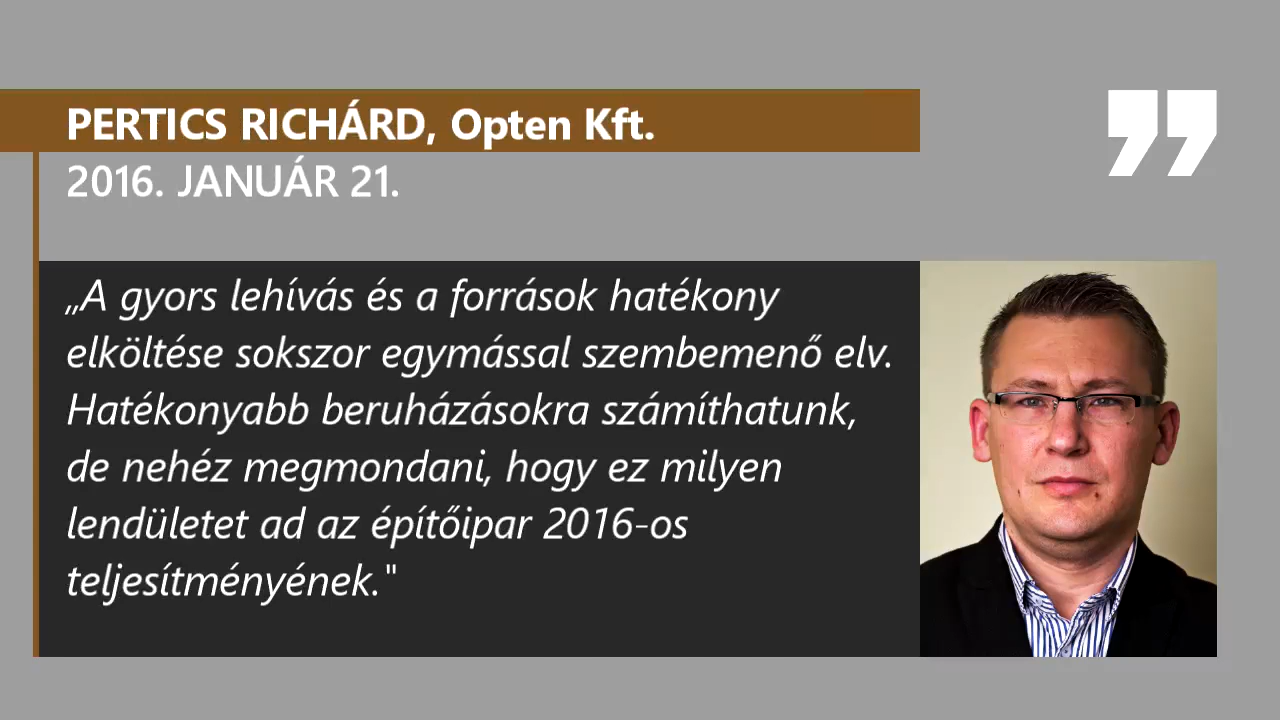 PERTICS RICHÁRD, Opten Kft.
2016. JANUÁR 21.
„A gyors lehívás és a források hatékony
elköltése sokszor egymással szembemenő elv.
Hatékonyabb beruházásokra számíthatunk,
de nehéz megmondani, hogy ez milyen
lendületet ad az építőipar 2016-os
teljesítményének."